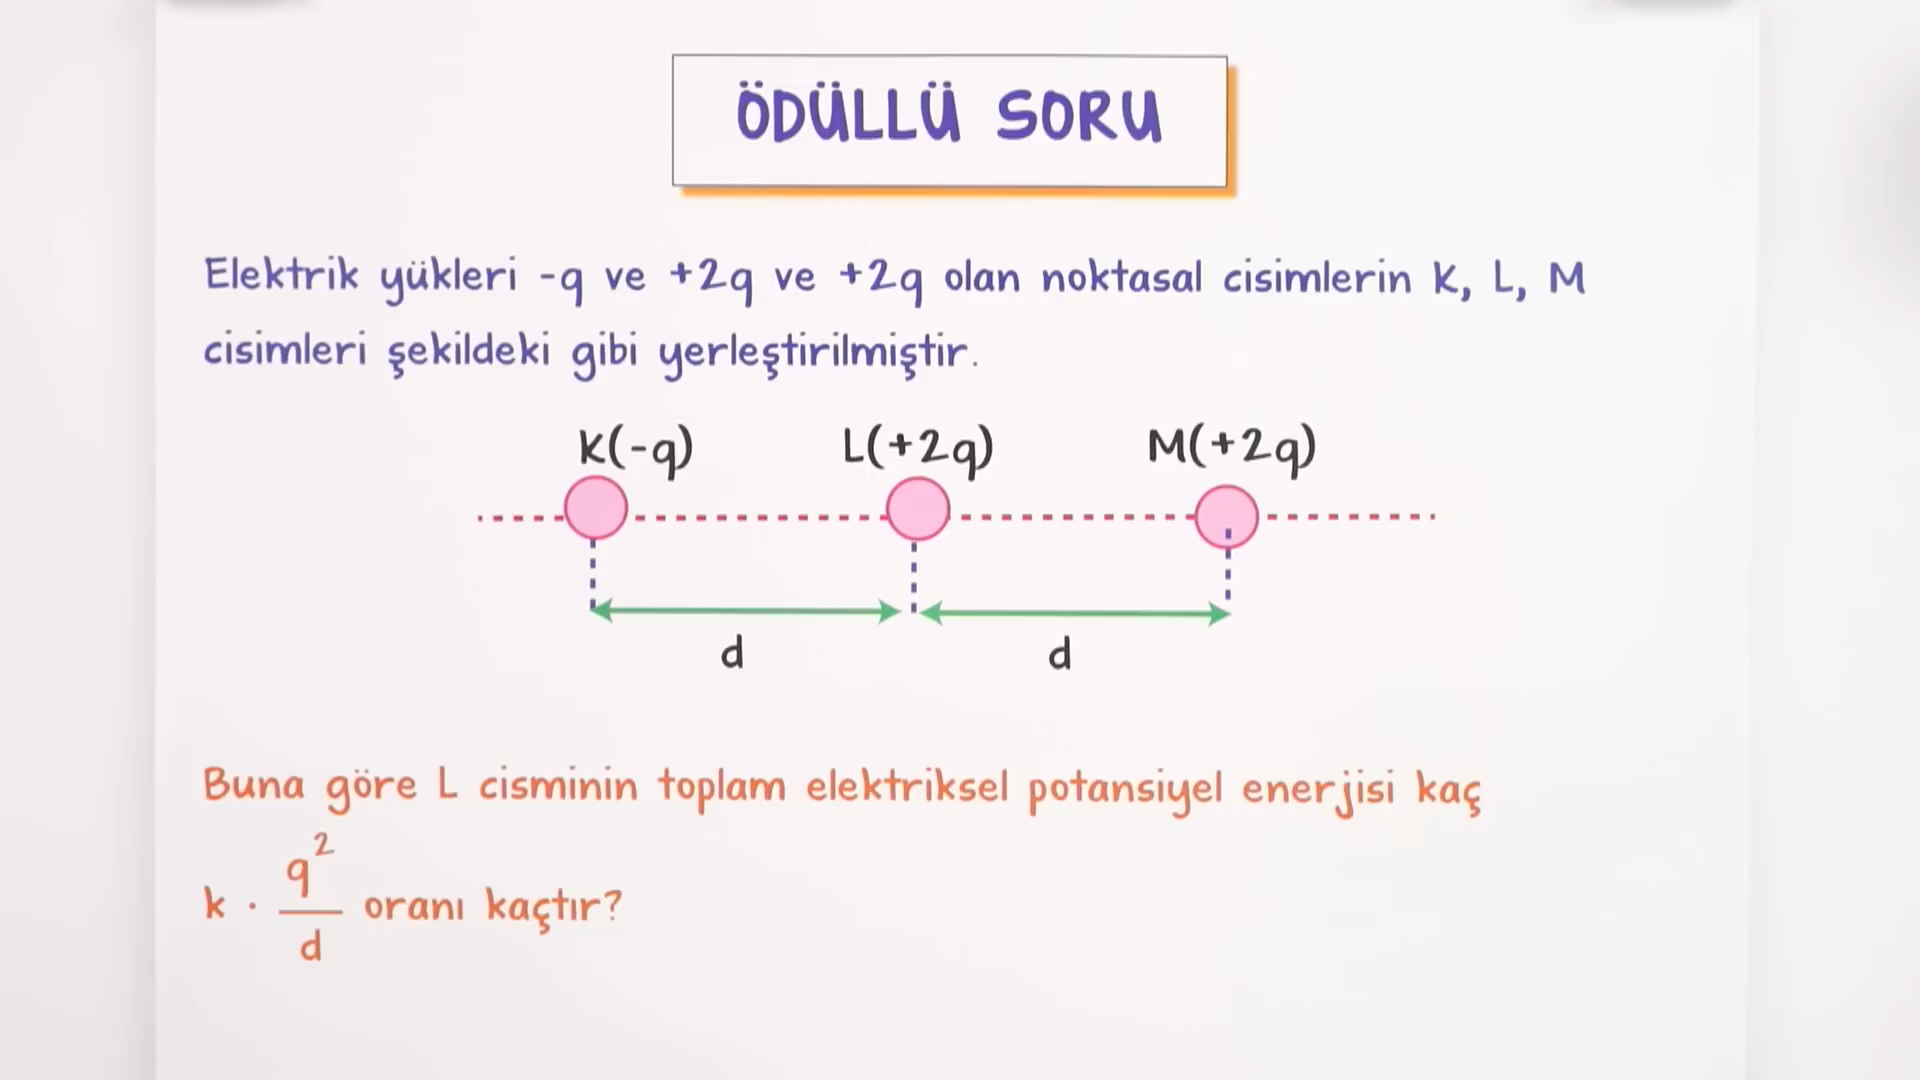 ÖDÜLLÜ SORU
Elektrik yükleri -q ve +2q ve +2q olan noktasal cisimlerin K, L, M
cisimleri şekildeki gibi yerleştirilmiştir.
K(-q) L(+2q) M(+2q)
d d
Buna göre L cisminin toplam elektriksel potansiyel enerjisi kaç
k · q²/d oranı kaçtır?